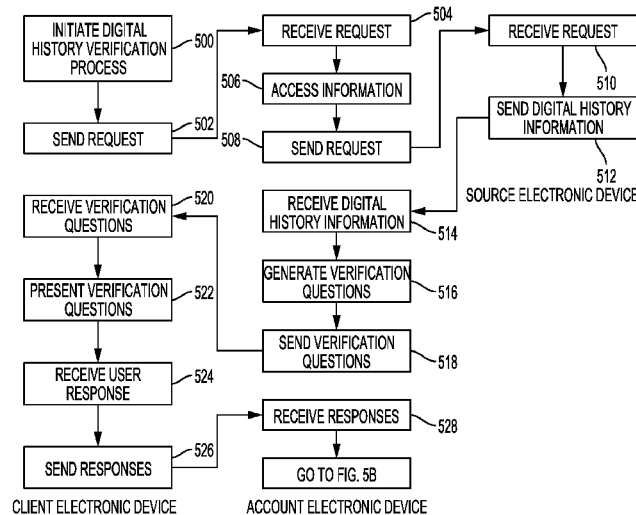 INITIATE DIGITAL
HISTORY VERIFICATION
PROCESS
500
SEND REQUEST
502
504
RECEIVE REQUEST
506
ACCESS INFORMATION
508
SEND REQUEST
RECEIVE REQUEST
510
SEND DIGITAL HISTORY
INFORMATION
512
SOURCE ELECTRONIC DEVICE
RECEIVE DIGITAL
HISTORY INFORMATION
514
GENERATE VERIFICATION
QUESTIONS
516
SEND VERIFICATION
QUESTIONS
518
RECEIVE VERIFICATION
QUESTIONS
520
PRESENT VERIFICATION
QUESTIONS
522
RECEIVE USER
RESPONSE
524
SEND RESPONSES
526
CLIENT ELECTRONIC DEVICE
RECEIVE RESPONSES
528
GO TO FIG. 5B
ACCOUNT ELECTRONIC DEVICE